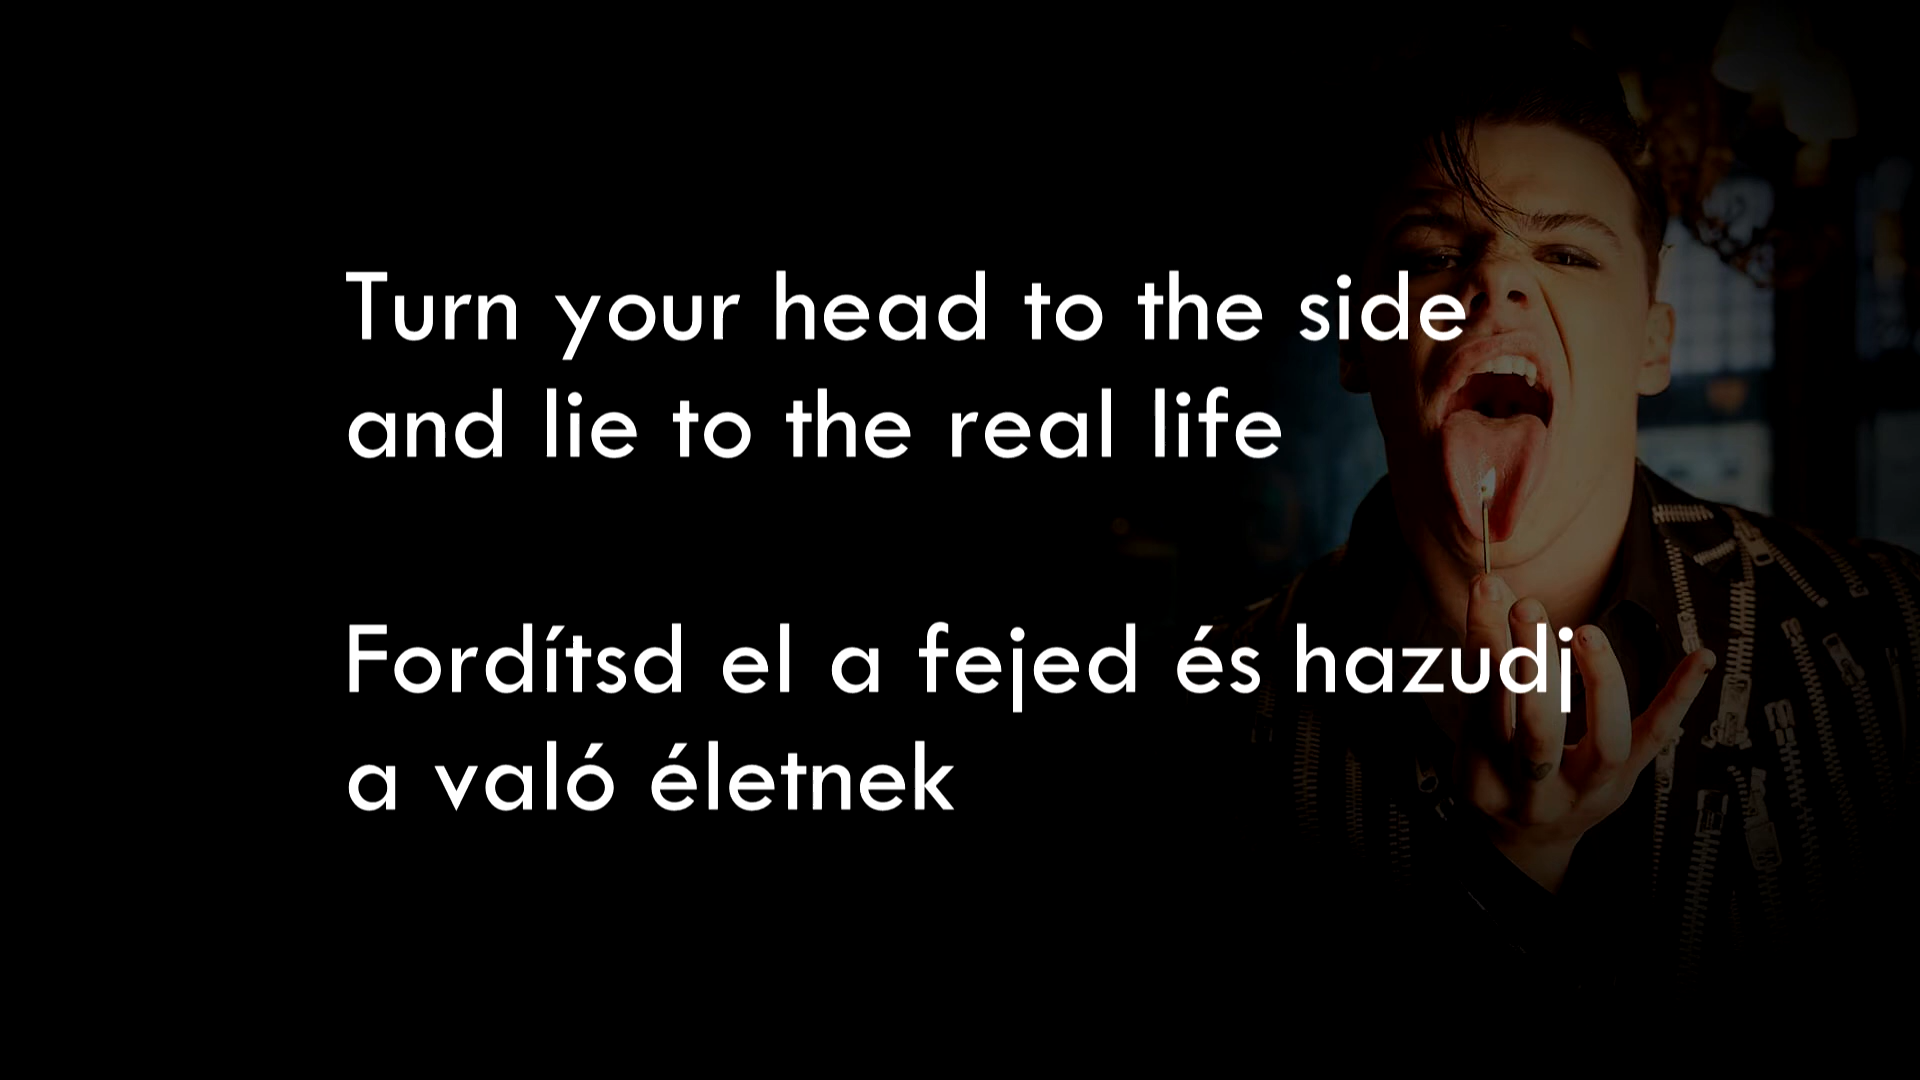 Turn your head to the side
and lie to the real life
Fordítsd el a fejed és hazudj
a való életnek